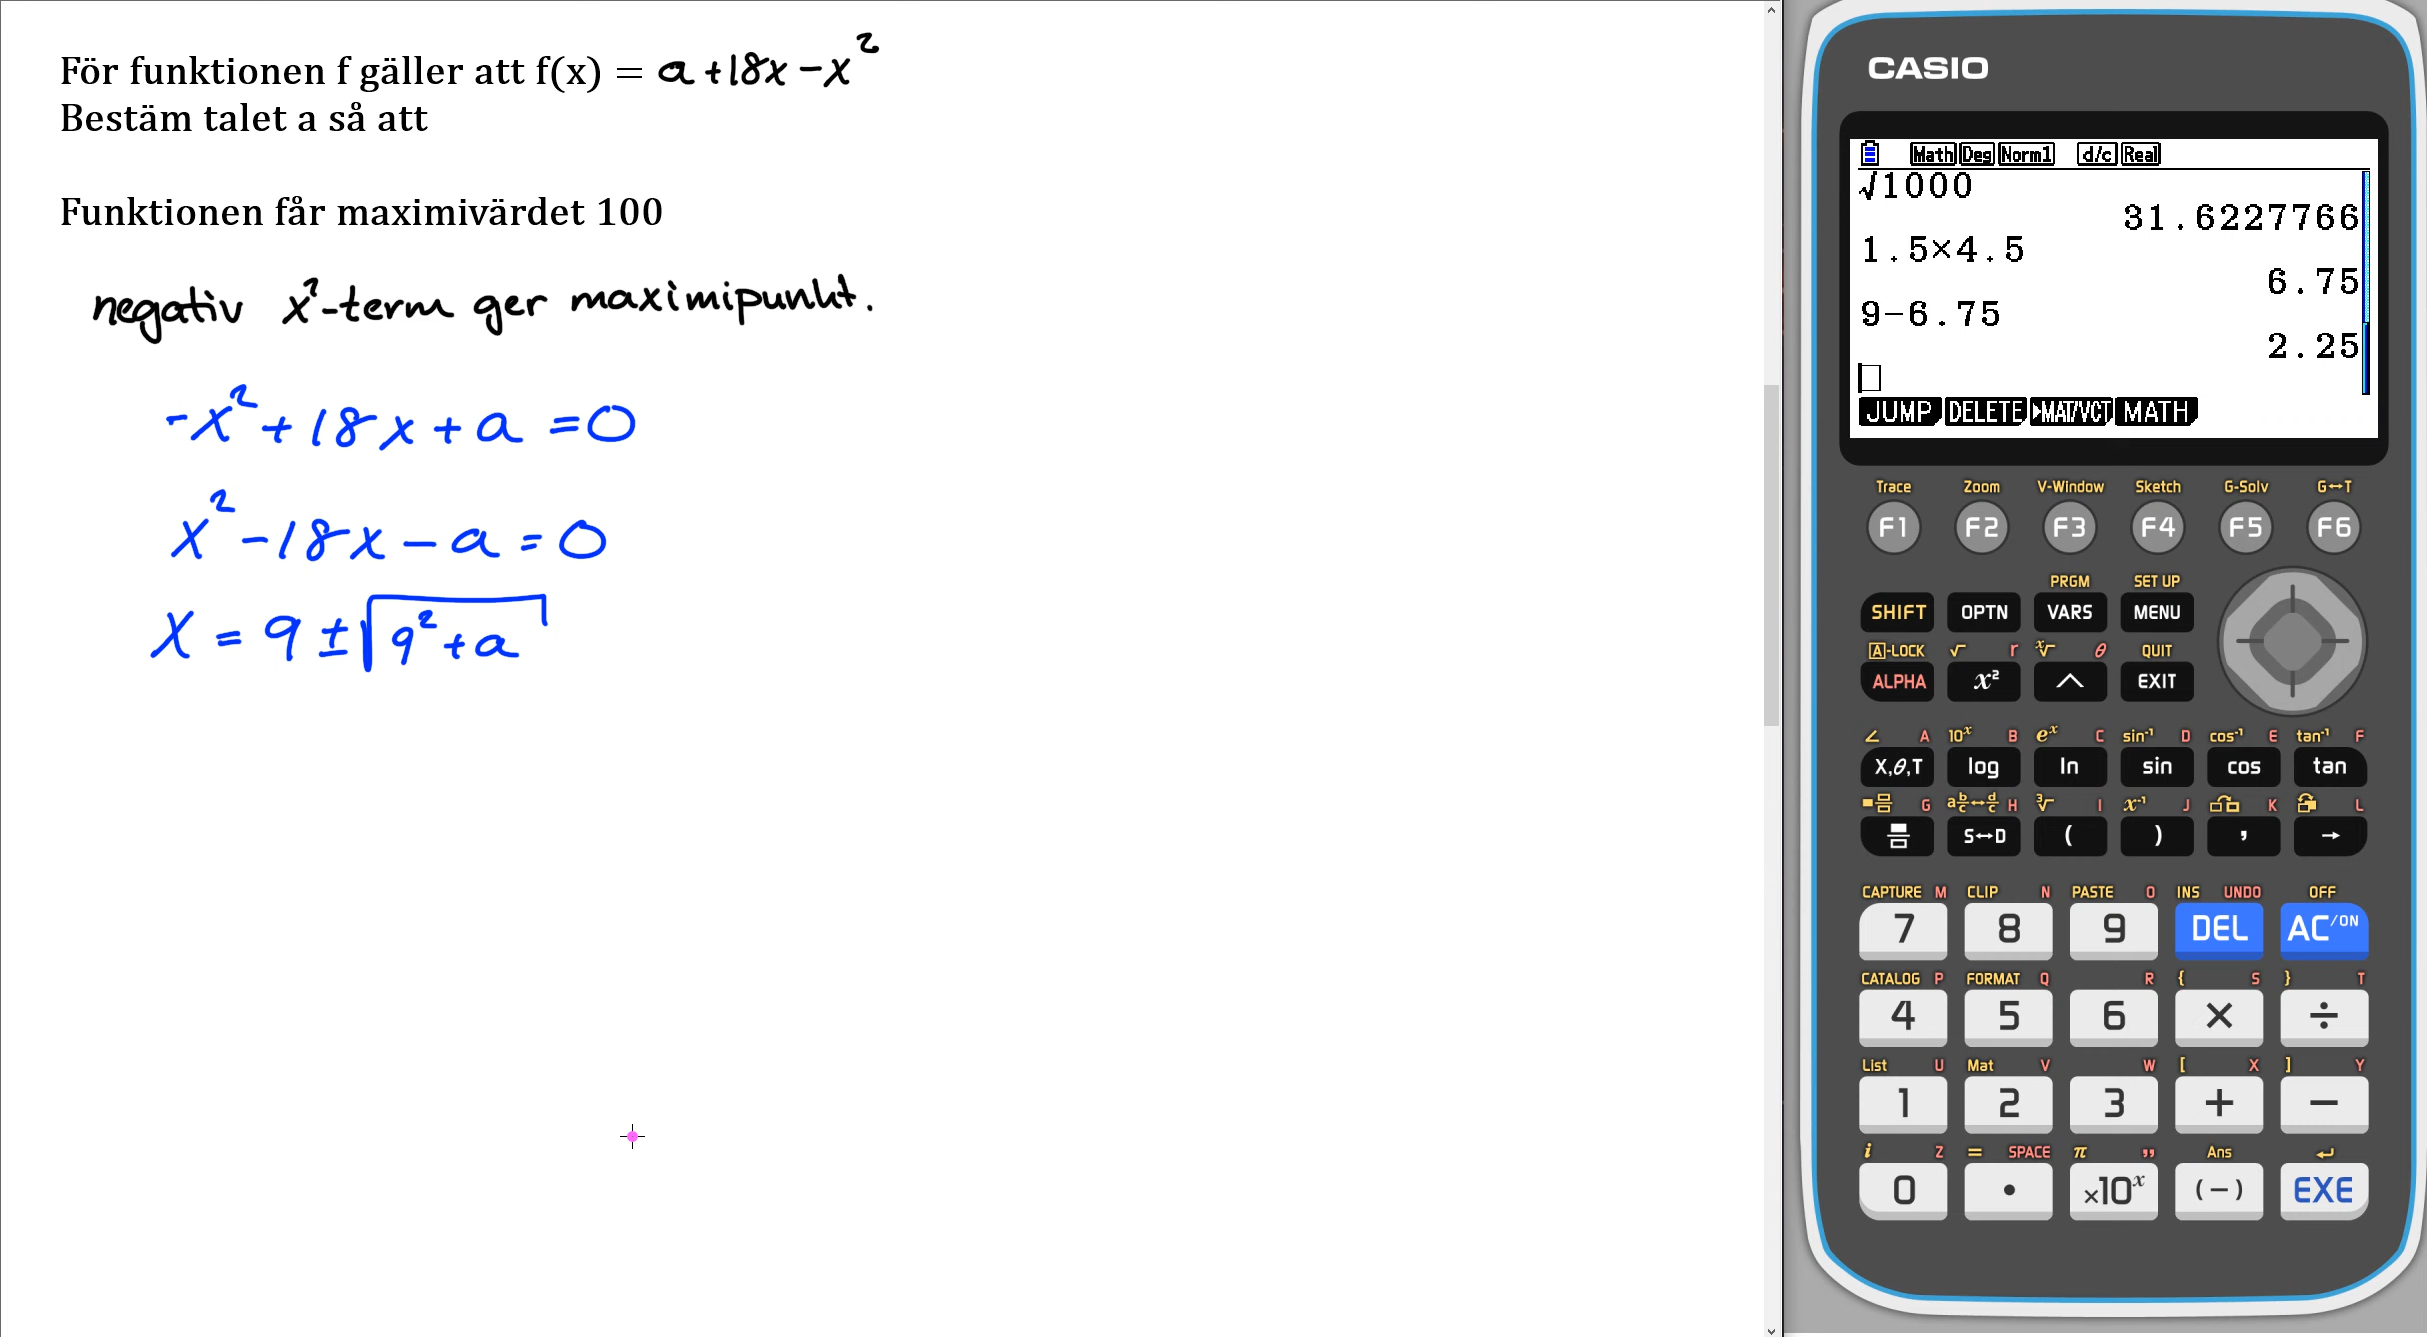 För funktionen f gäller att f(x) = a + 18x − x²
Bestäm talet a så att
Funktionen får maximivärdet 100
negativ x²-term ger maximipunkt.
-x² + 18x + a = 0
x² - 18x - a = 0
X = 9 ± √(9² + a)
CASIO
Math Deg Norm1 d/c Real
√1000
31.6227766
1.5×4.5
6.75
9−6.75
2.25
JUMP DELETE ▶MAT/VCT MATH
Trace Zoom V-Window Sketch G-Solv G↔T
F1 F2 F3 F4 F5 F6
PRGM SET UP
SHIFT OPTN VARS MENU
A-LOCK √ r ˣ√ θ QUIT
ALPHA x² ^ EXIT
∠ A 10ˣ B eˣ C sin⁻¹ D cos⁻¹ E tan⁻¹ F
X,θ,T log ln sin cos tan
G a b/c↔d/c H ³√ I x⁻¹ J K L
S↔D ( ) , →
CAPTURE M CLIP N PASTE O INS UNDO OFF
7 8 9 DEL AC/ON
CATALOG P FORMAT Q R { S } T
4 5 6 × ÷
List U Mat V W [ X ] Y
1 2 3 + −
i Z = SPACE π " Ans ↵
0 • ×10ˣ (−) EXE